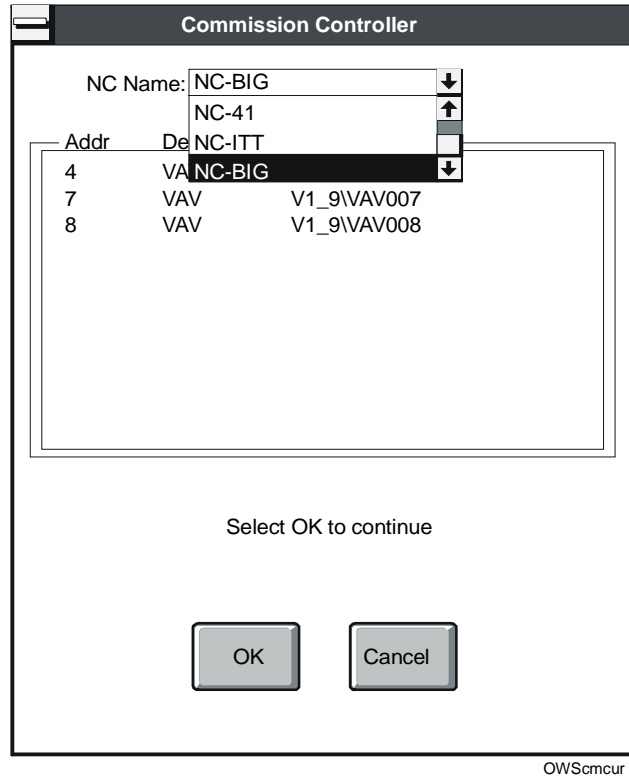 Commission Controller
NC Name: NC-BIG
NC-41
Addr De NC-ITT
4 VA NC-BIG
7 VAV V1_9\VAV007
8 VAV V1_9\VAV008
Select OK to continue
OK Cancel
OWScmcur